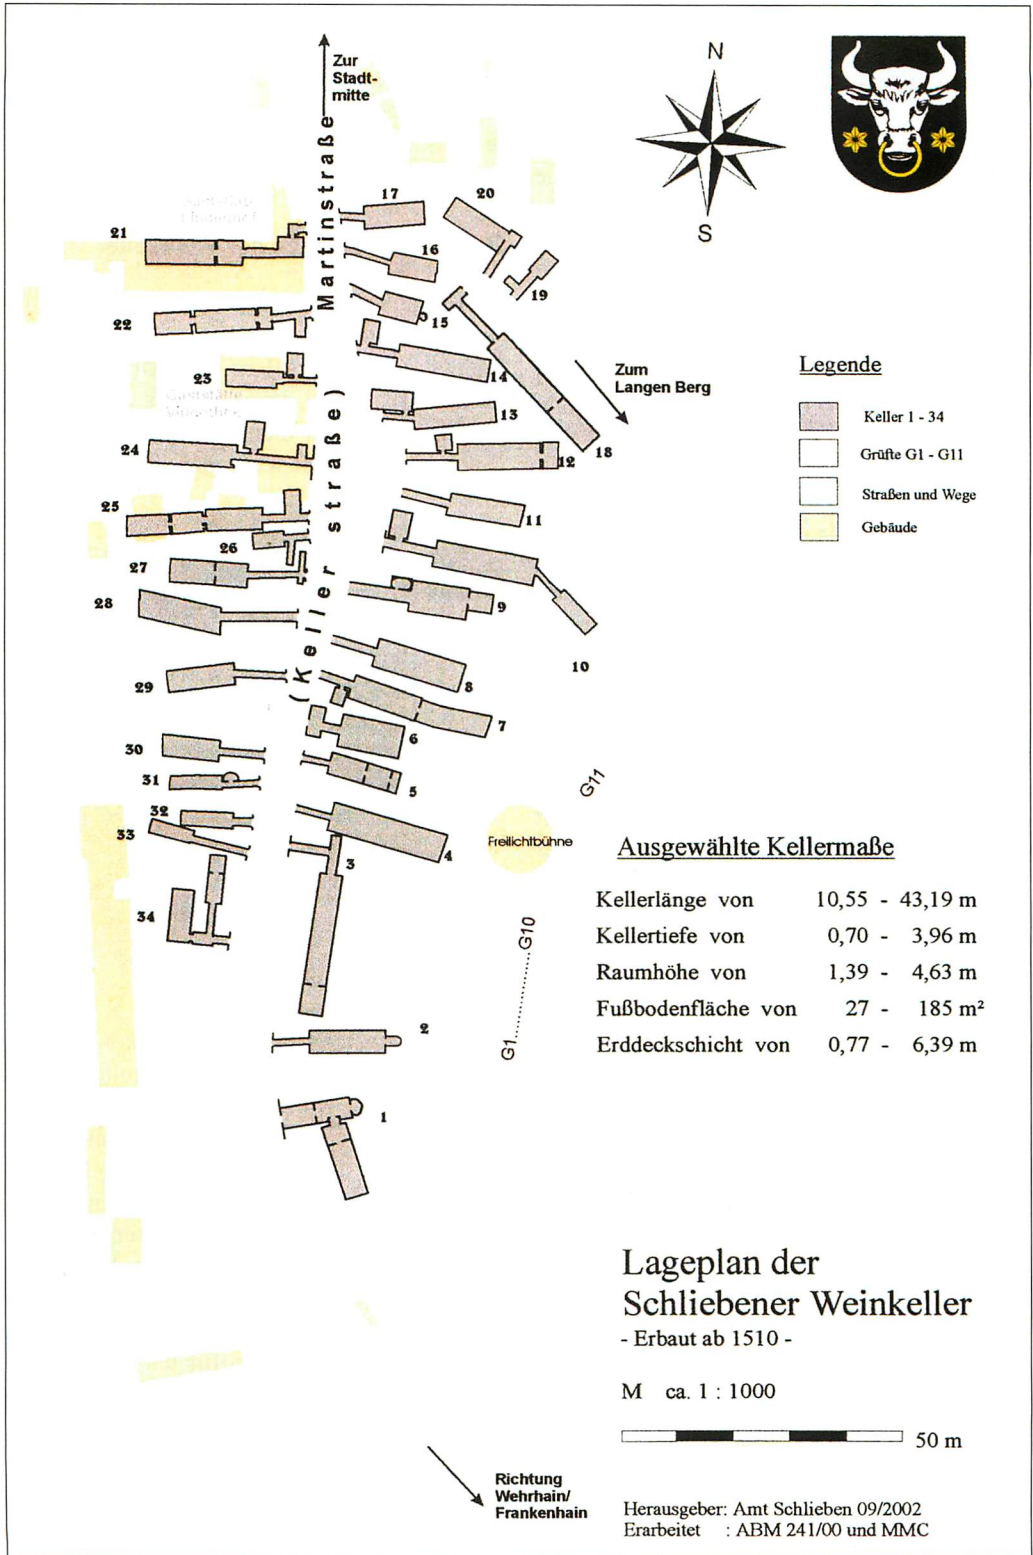 Zur
Stadt-
mitte
N
S
Martinstraße
(Keller straße)
17
20
21
16
19
15
22
14
Zum
Langen Berg
23
13
18
24
12
25
11
26
27
9
28
10
8
29
7
6
30
5
31
32
33
4
3
34
2
1
G11
Freilichtbühne
G1..........G10
Legende
Keller 1 - 34
Grüfte G1 - G11
Straßen und Wege
Gebäude
Ausgewählte Kellermaße
Kellerlänge von 10,55 - 43,19 m
Kellertiefe von 0,70 - 3,96 m
Raumhöhe von 1,39 - 4,63 m
Fußbodenfläche von 27 - 185 m²
Erddeckschicht von 0,77 - 6,39 m
Lageplan der
Schliebener Weinkeller
- Erbaut ab 1510 -
M ca. 1 : 1000
50 m
Richtung
Wehrhain/
Frankenhain
Herausgeber: Amt Schlieben 09/2002
Erarbeitet : ABM 241/00 und MMC